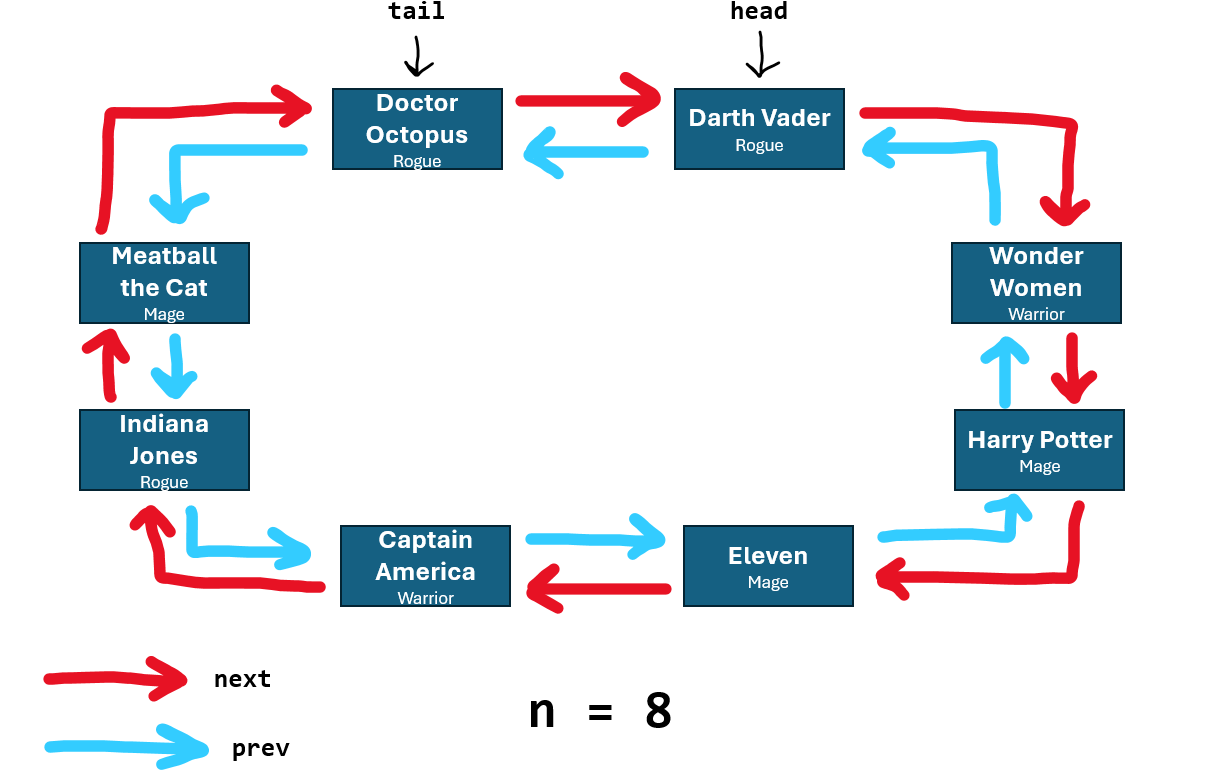 tail
head
Doctor
Octopus
Rogue
Darth Vader
Rogue
Meatball
the Cat
Mage
Wonder
Women
Warrior
Indiana
Jones
Rogue
Harry Potter
Mage
Captain
America
Warrior
Eleven
Mage
next
n = 8
prev